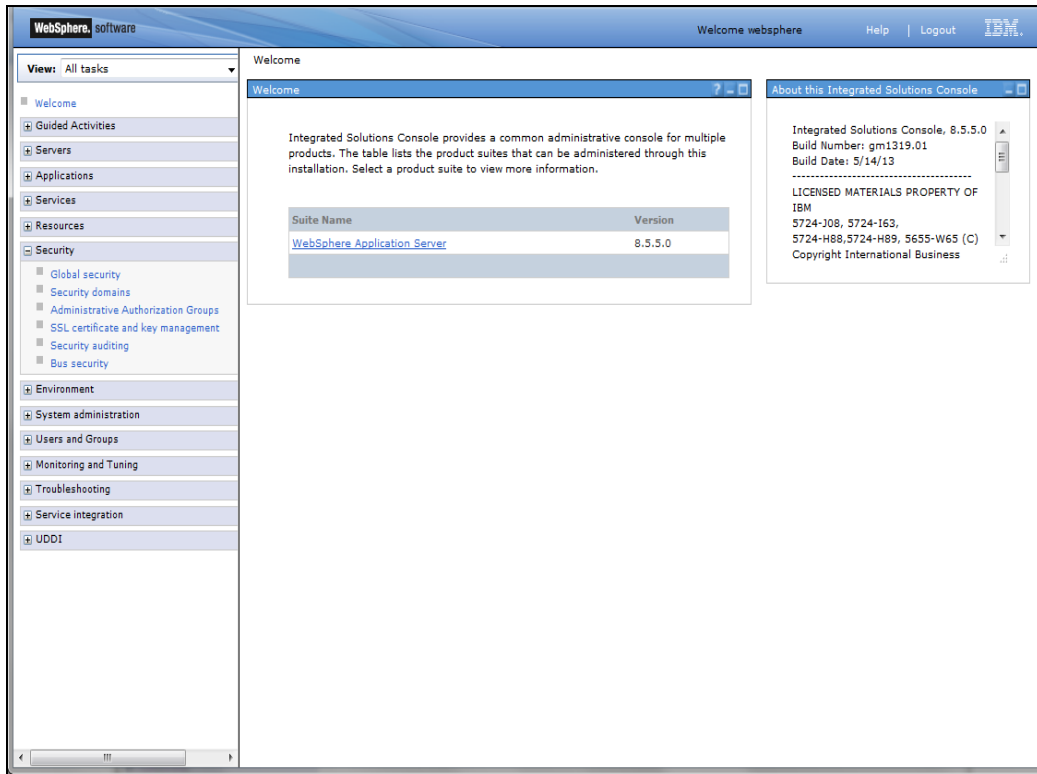 WebSphere. software
Welcome websphere
Help | Logout
IBM.
View: All tasks
Welcome
Guided Activities
Servers
Applications
Services
Resources
Security
Global security
Security domains
Administrative Authorization Groups
SSL certificate and key management
Security auditing
Bus security
Environment
System administration
Users and Groups
Monitoring and Tuning
Troubleshooting
Service integration
UDDI
Welcome
Welcome
Integrated Solutions Console provides a common administrative console for multiple
products. The table lists the product suites that can be administered through this
installation. Select a product suite to view more information.
Suite Name Version
WebSphere Application Server 8.5.5.0
About this Integrated Solutions Console
Integrated Solutions Console, 8.5.5.0
Build Number: gm1319.01
Build Date: 5/14/13
---------------------------------------
LICENSED MATERIALS PROPERTY OF
IBM
5724-J08, 5724-I63,
5724-H88,5724-H89, 5655-W65 (C)
Copyright International Business